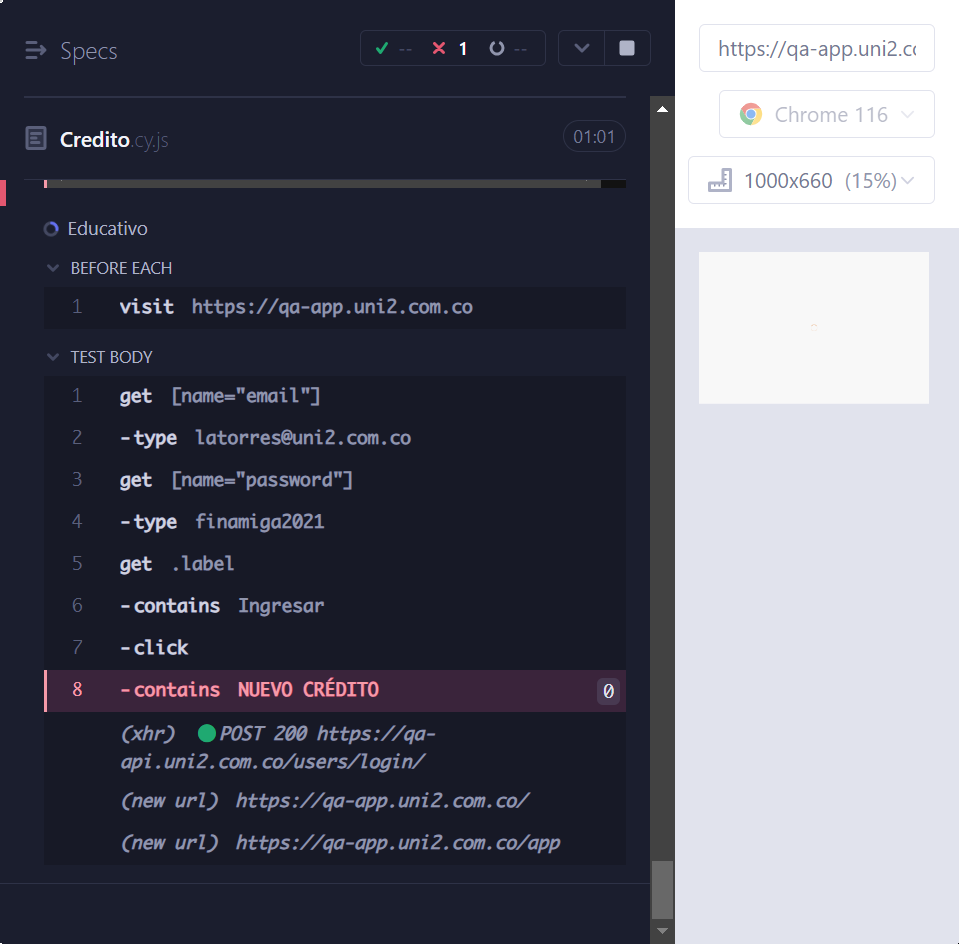 Specs
-- 1 --
Credito.cy.js
01:01
Educativo
BEFORE EACH
1 visit https://qa-app.uni2.com.co
TEST BODY
1 get [name="email"]
2 -type latorres@uni2.com.co
3 get [name="password"]
4 -type finamiga2021
5 get .label
6 -contains Ingresar
7 -click
8 -contains NUEVO CRÉDITO 0
(xhr) POST 200 https://qa-
api.uni2.com.co/users/login/
(new url) https://qa-app.uni2.com.co/
(new url) https://qa-app.uni2.com.co/app
https://qa-app.uni2.co
Chrome 116
1000x660 (15%)